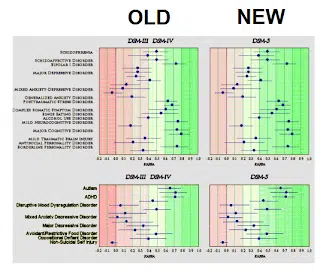 OLD NEW
DSM-III DSM-IV DSM-5
SCHIZOPHRENIA
SCHIZOAFFECTIVE DISORDER
BIPOLAR I DISORDER
MAJOR DEPRESSIVE DISORDER
MIXED ANXIETY-DEPRESSIVE DISORDER
GENERALIZED ANXIETY DISORDER
POSTTRAUMATIC STRESS DISORDER
COMPLEX SOMATIC SYMPTOM DISORDER
BINGE EATING DISORDER
ALCOHOL USE DISORDER
MILD NEUROCOGNITIVE DISORDER
MAJOR COGNITIVE DISORDER
MILD TRAUMATIC BRAIN INJURY
ANTISOCIAL PERSONALITY DISORDER
BORDERLINE PERSONALITY DISORDER
KAPPA KAPPA
DSM-III DSM-IV DSM-5
Autism
ADHD
Disruptive Mood Dysregulation Disorder
Mixed Anxiety Depressive Disorder
Major Depressive Disorder
Avoidant/Restrictive Food Disorder
Oppositional Defiant Disorder
Non-Suicidal Self Injury
KAPPA KAPPA